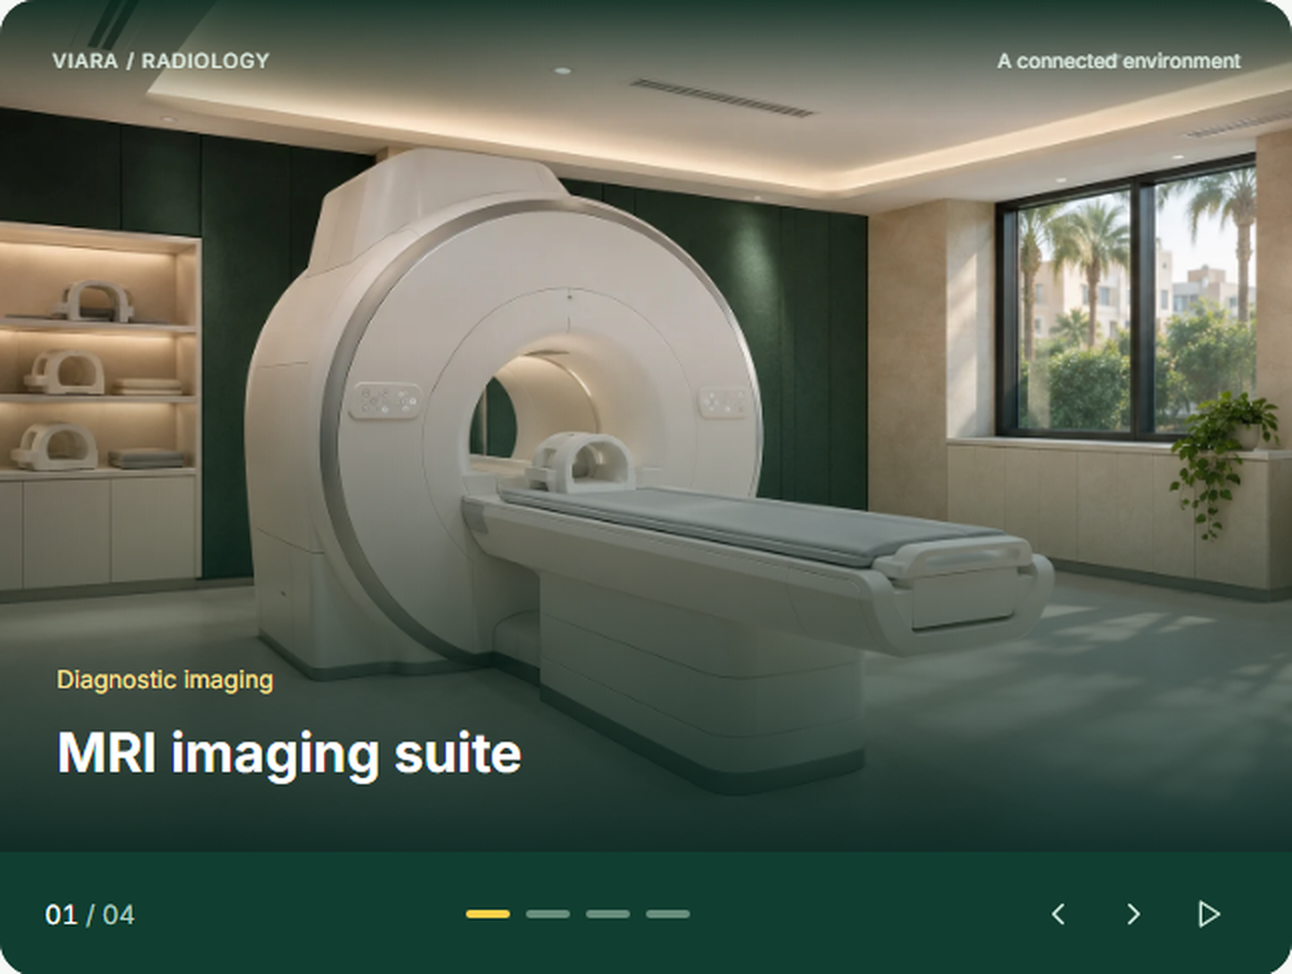 VIARA / RADIOLOGY
A connected environment
Diagnostic imaging
MRI imaging suite
01 / 04